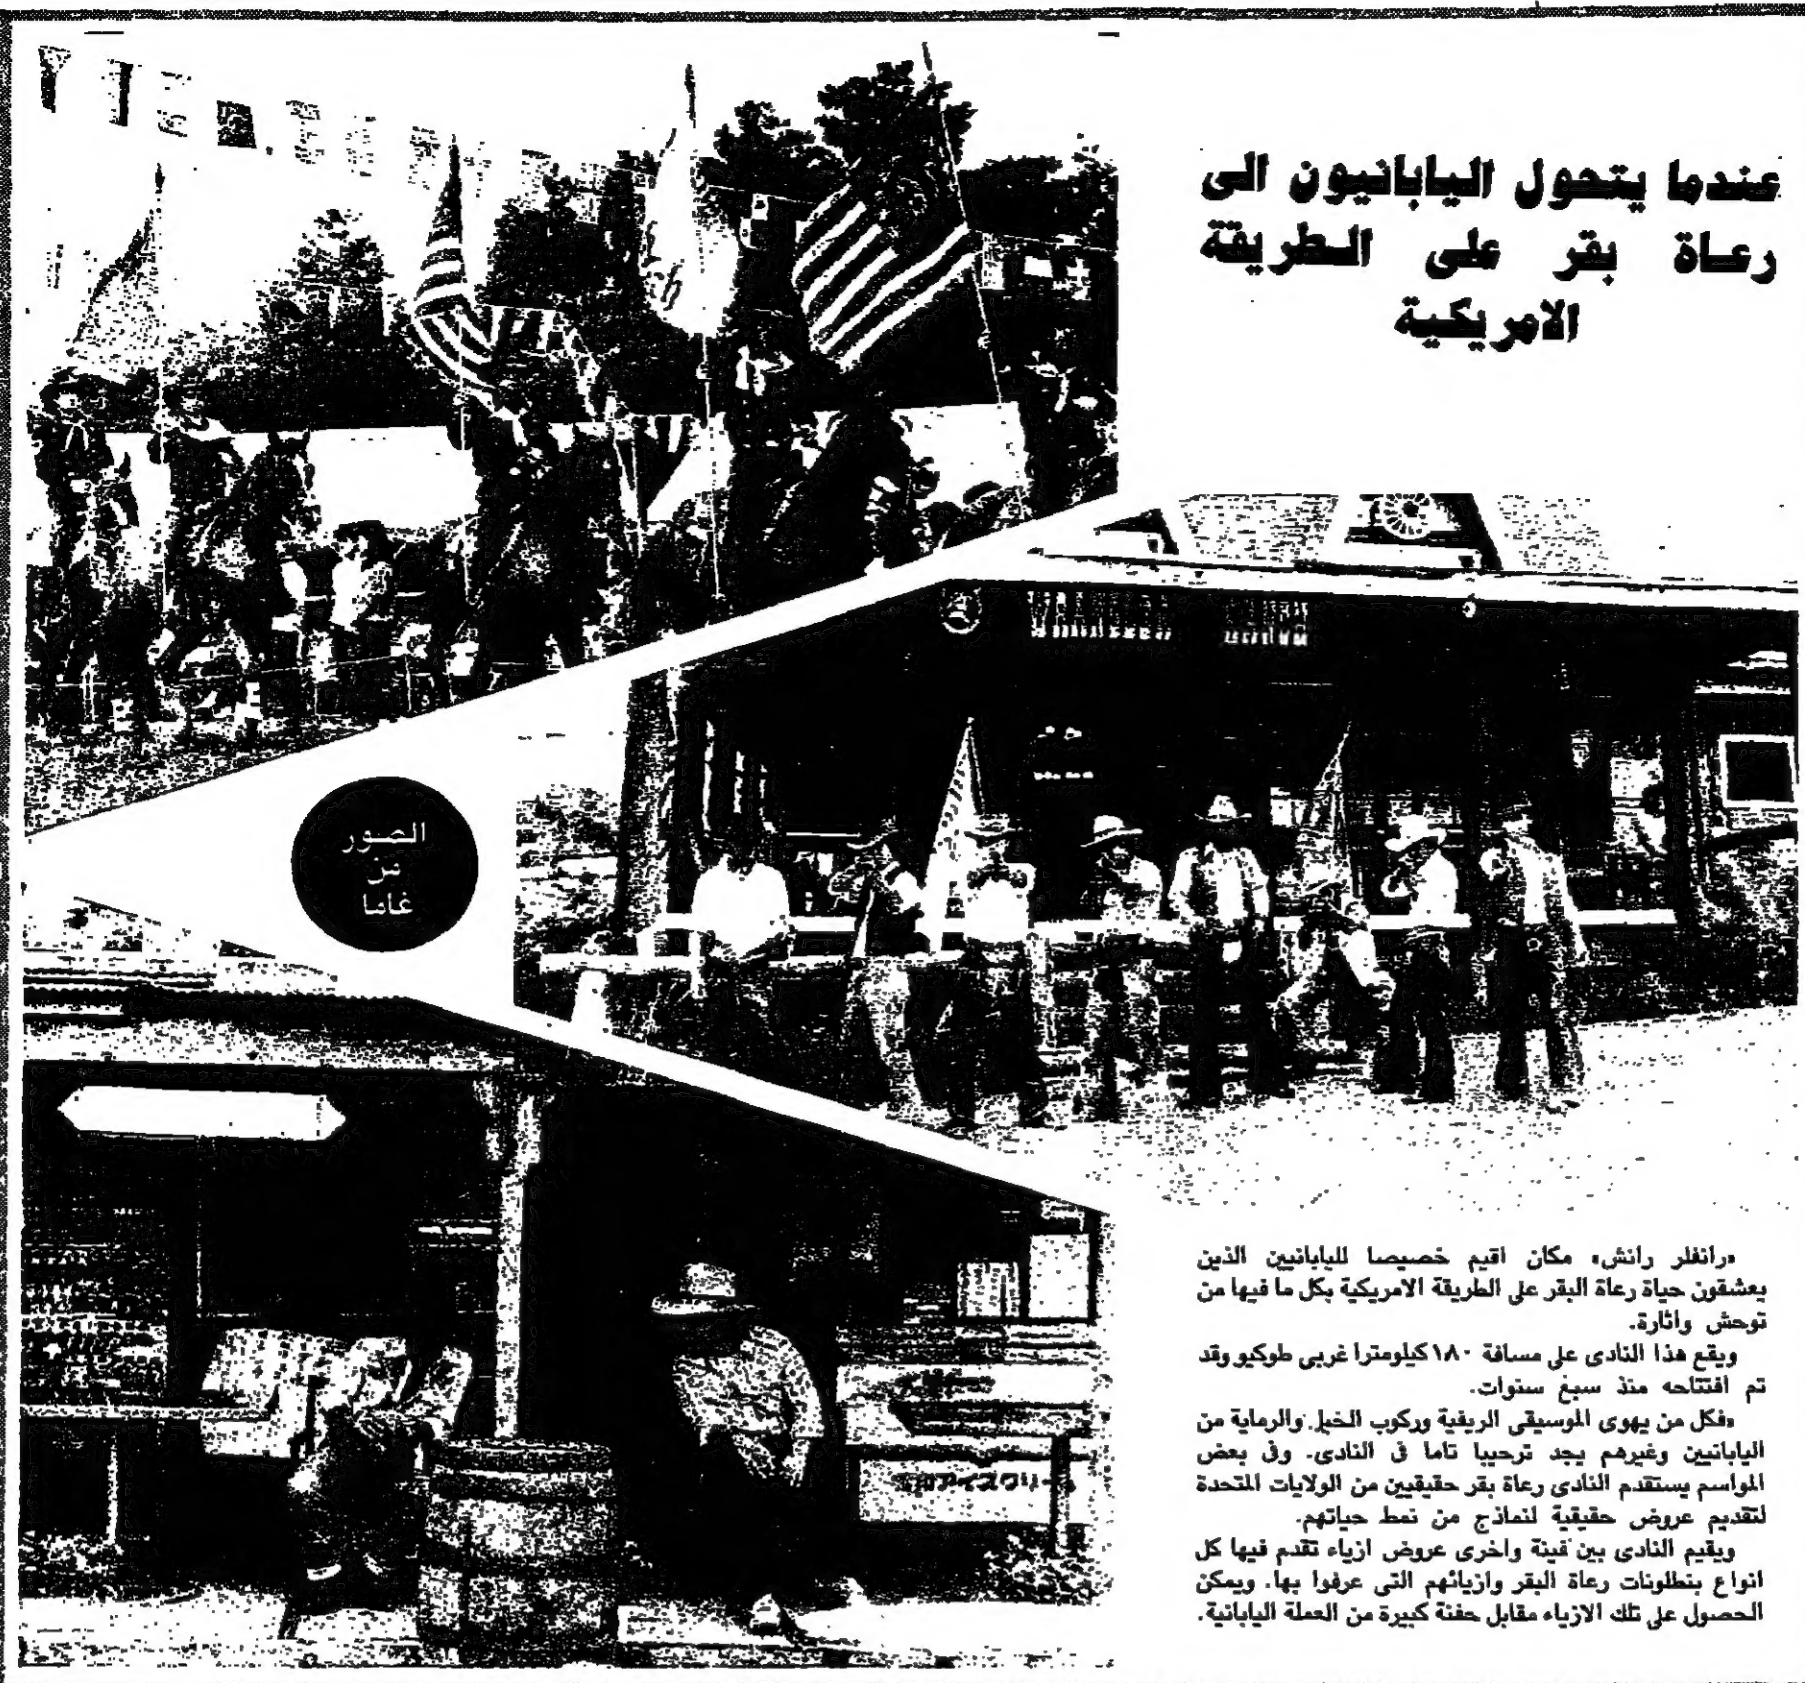 عندما يتحول اليابانيون الى
رعاة بقر على الطريقة
الامريكية
الصور
من
غاما
«رانغلر رانش» مكان اقيم خصيصا لليابانيين الذين
يعشقون حياة رعاة البقر على الطريقة الامريكية بكل ما فيها من
توحش واثارة.
ويقع هذا النادى على مسافة ١٨٠ كيلومترا غربى طوكيو وقد
تم افتتاحه منذ سبع سنوات.
«فكل من يهوى الموسيقى الريفية وركوب الخيل والرماية من
اليابانيين وغيرهم يجد ترحيبا تاما فى النادى. وفى بعض
المواسم يستقدم النادى رعاة بقر حقيقيين من الولايات المتحدة
لتقديم عروض حقيقية لنماذج من نمط حياتهم.
ويقيم النادى بين فينة واخرى عروض ازياء تقدم فيها كل
انواع بنطلونات رعاة البقر وازيائهم التى عرفوا بها. ويمكن
الحصول على تلك الازياء مقابل حفنة كبيرة من العملة اليابانية.